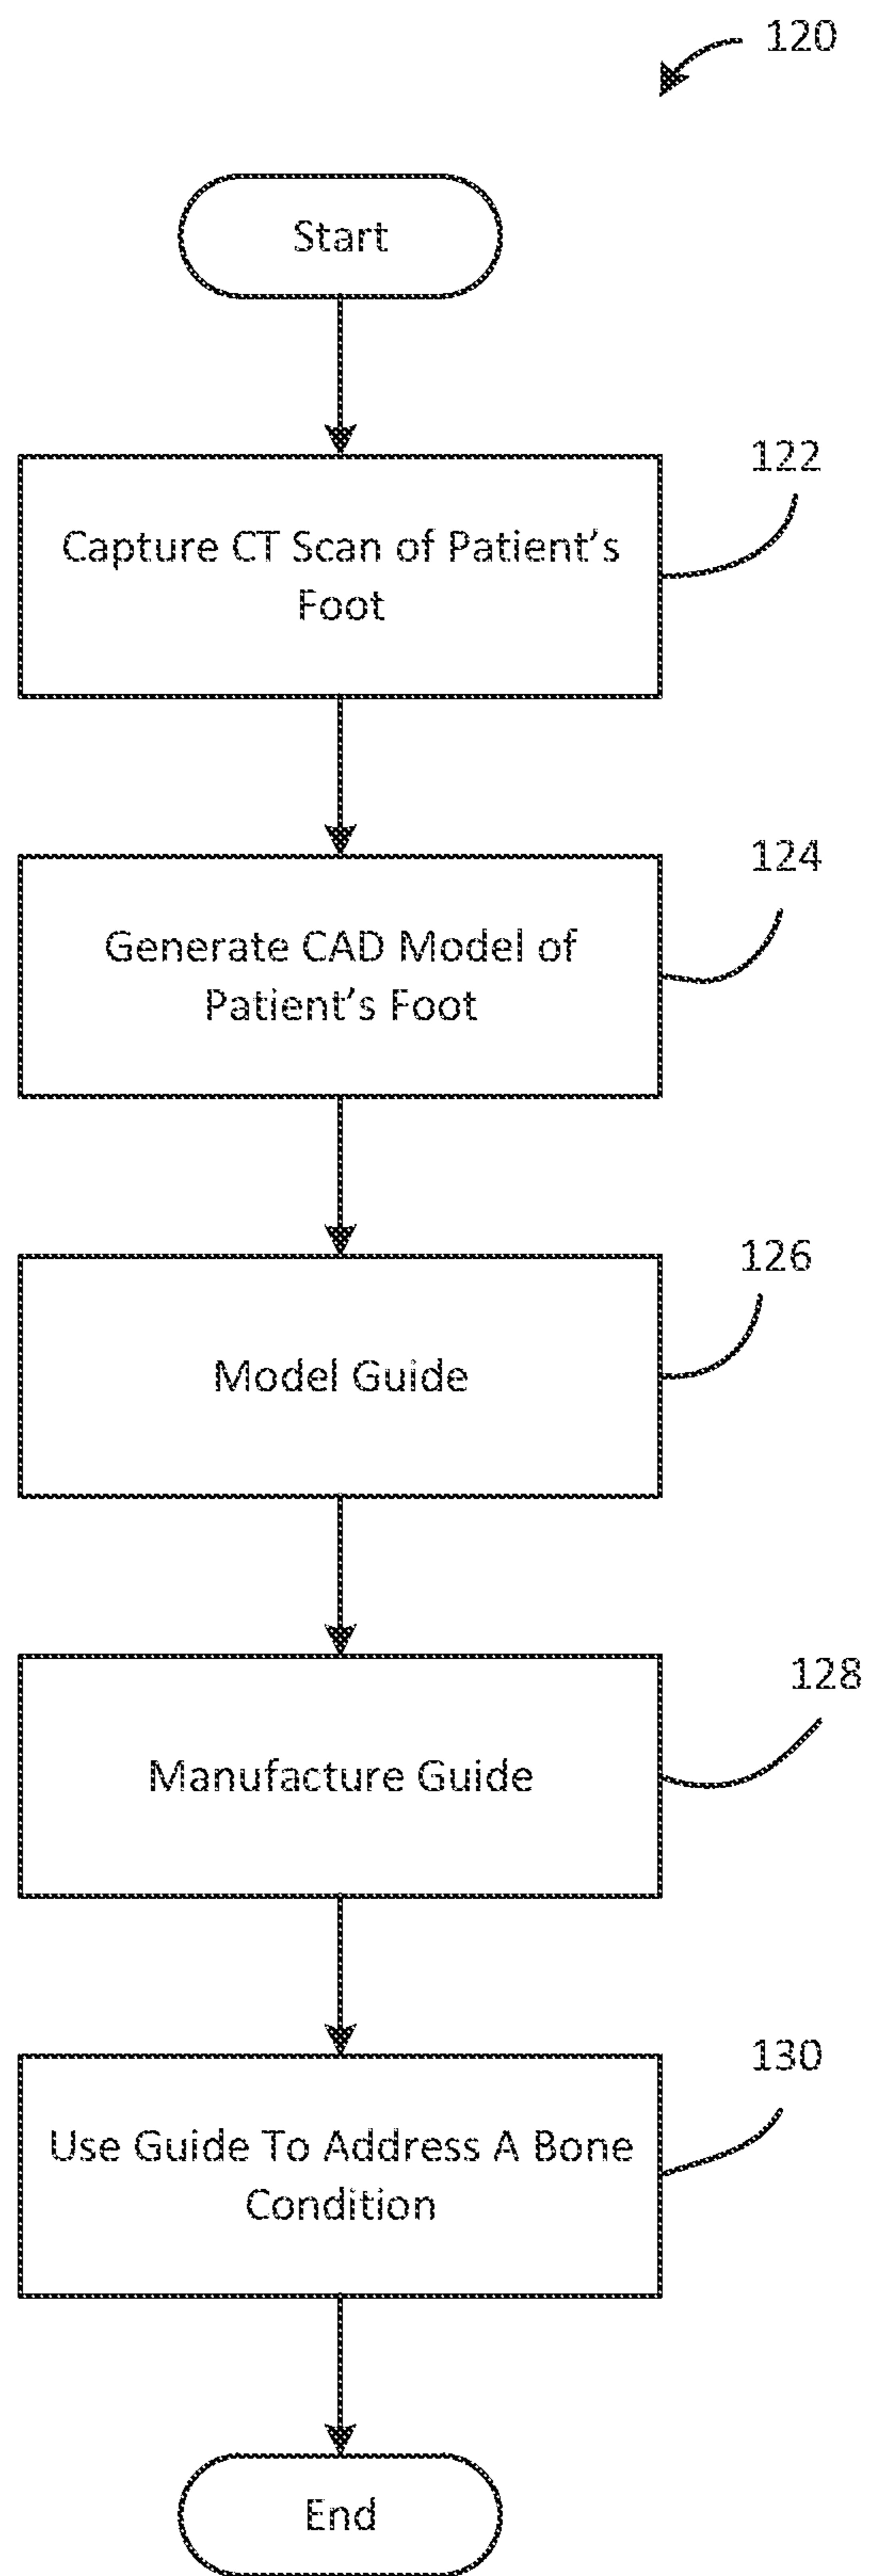 120
Start
122
Capture CT Scan of Patient's
Foot
124
Generate CAD Model of
Patient's Foot
126
Model Guide
128
Manufacture Guide
130
Use Guide To Address A Bone
Condition
End